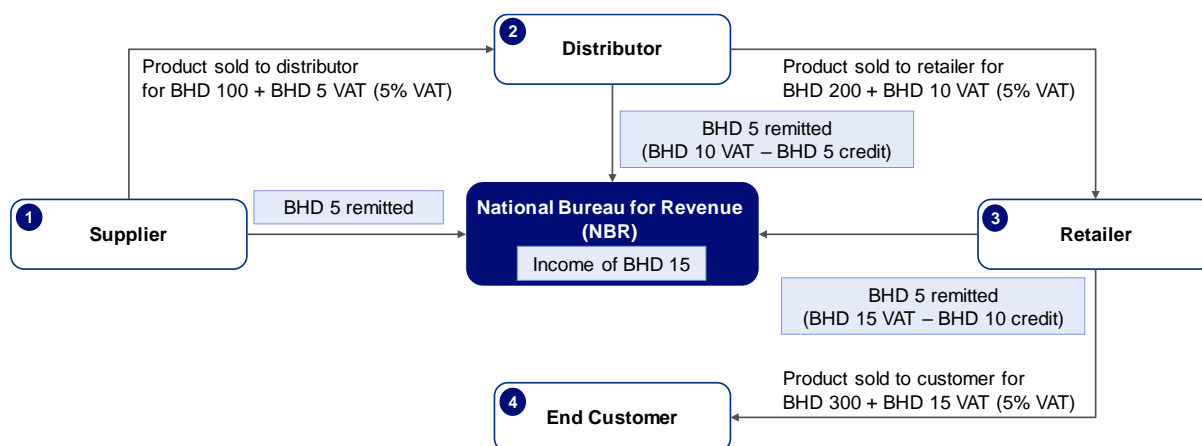 2
Distributor
Product sold to distributor
for BHD 100 + BHD 5 VAT (5% VAT)
Product sold to retailer for
BHD 200 + BHD 10 VAT (5% VAT)
BHD 5 remitted
(BHD 10 VAT – BHD 5 credit)
1
Supplier
BHD 5 remitted
National Bureau for Revenue
(NBR)
Income of BHD 15
3
Retailer
BHD 5 remitted
(BHD 15 VAT – BHD 10 credit)
Product sold to customer for
BHD 300 + BHD 15 VAT (5% VAT)
4
End Customer